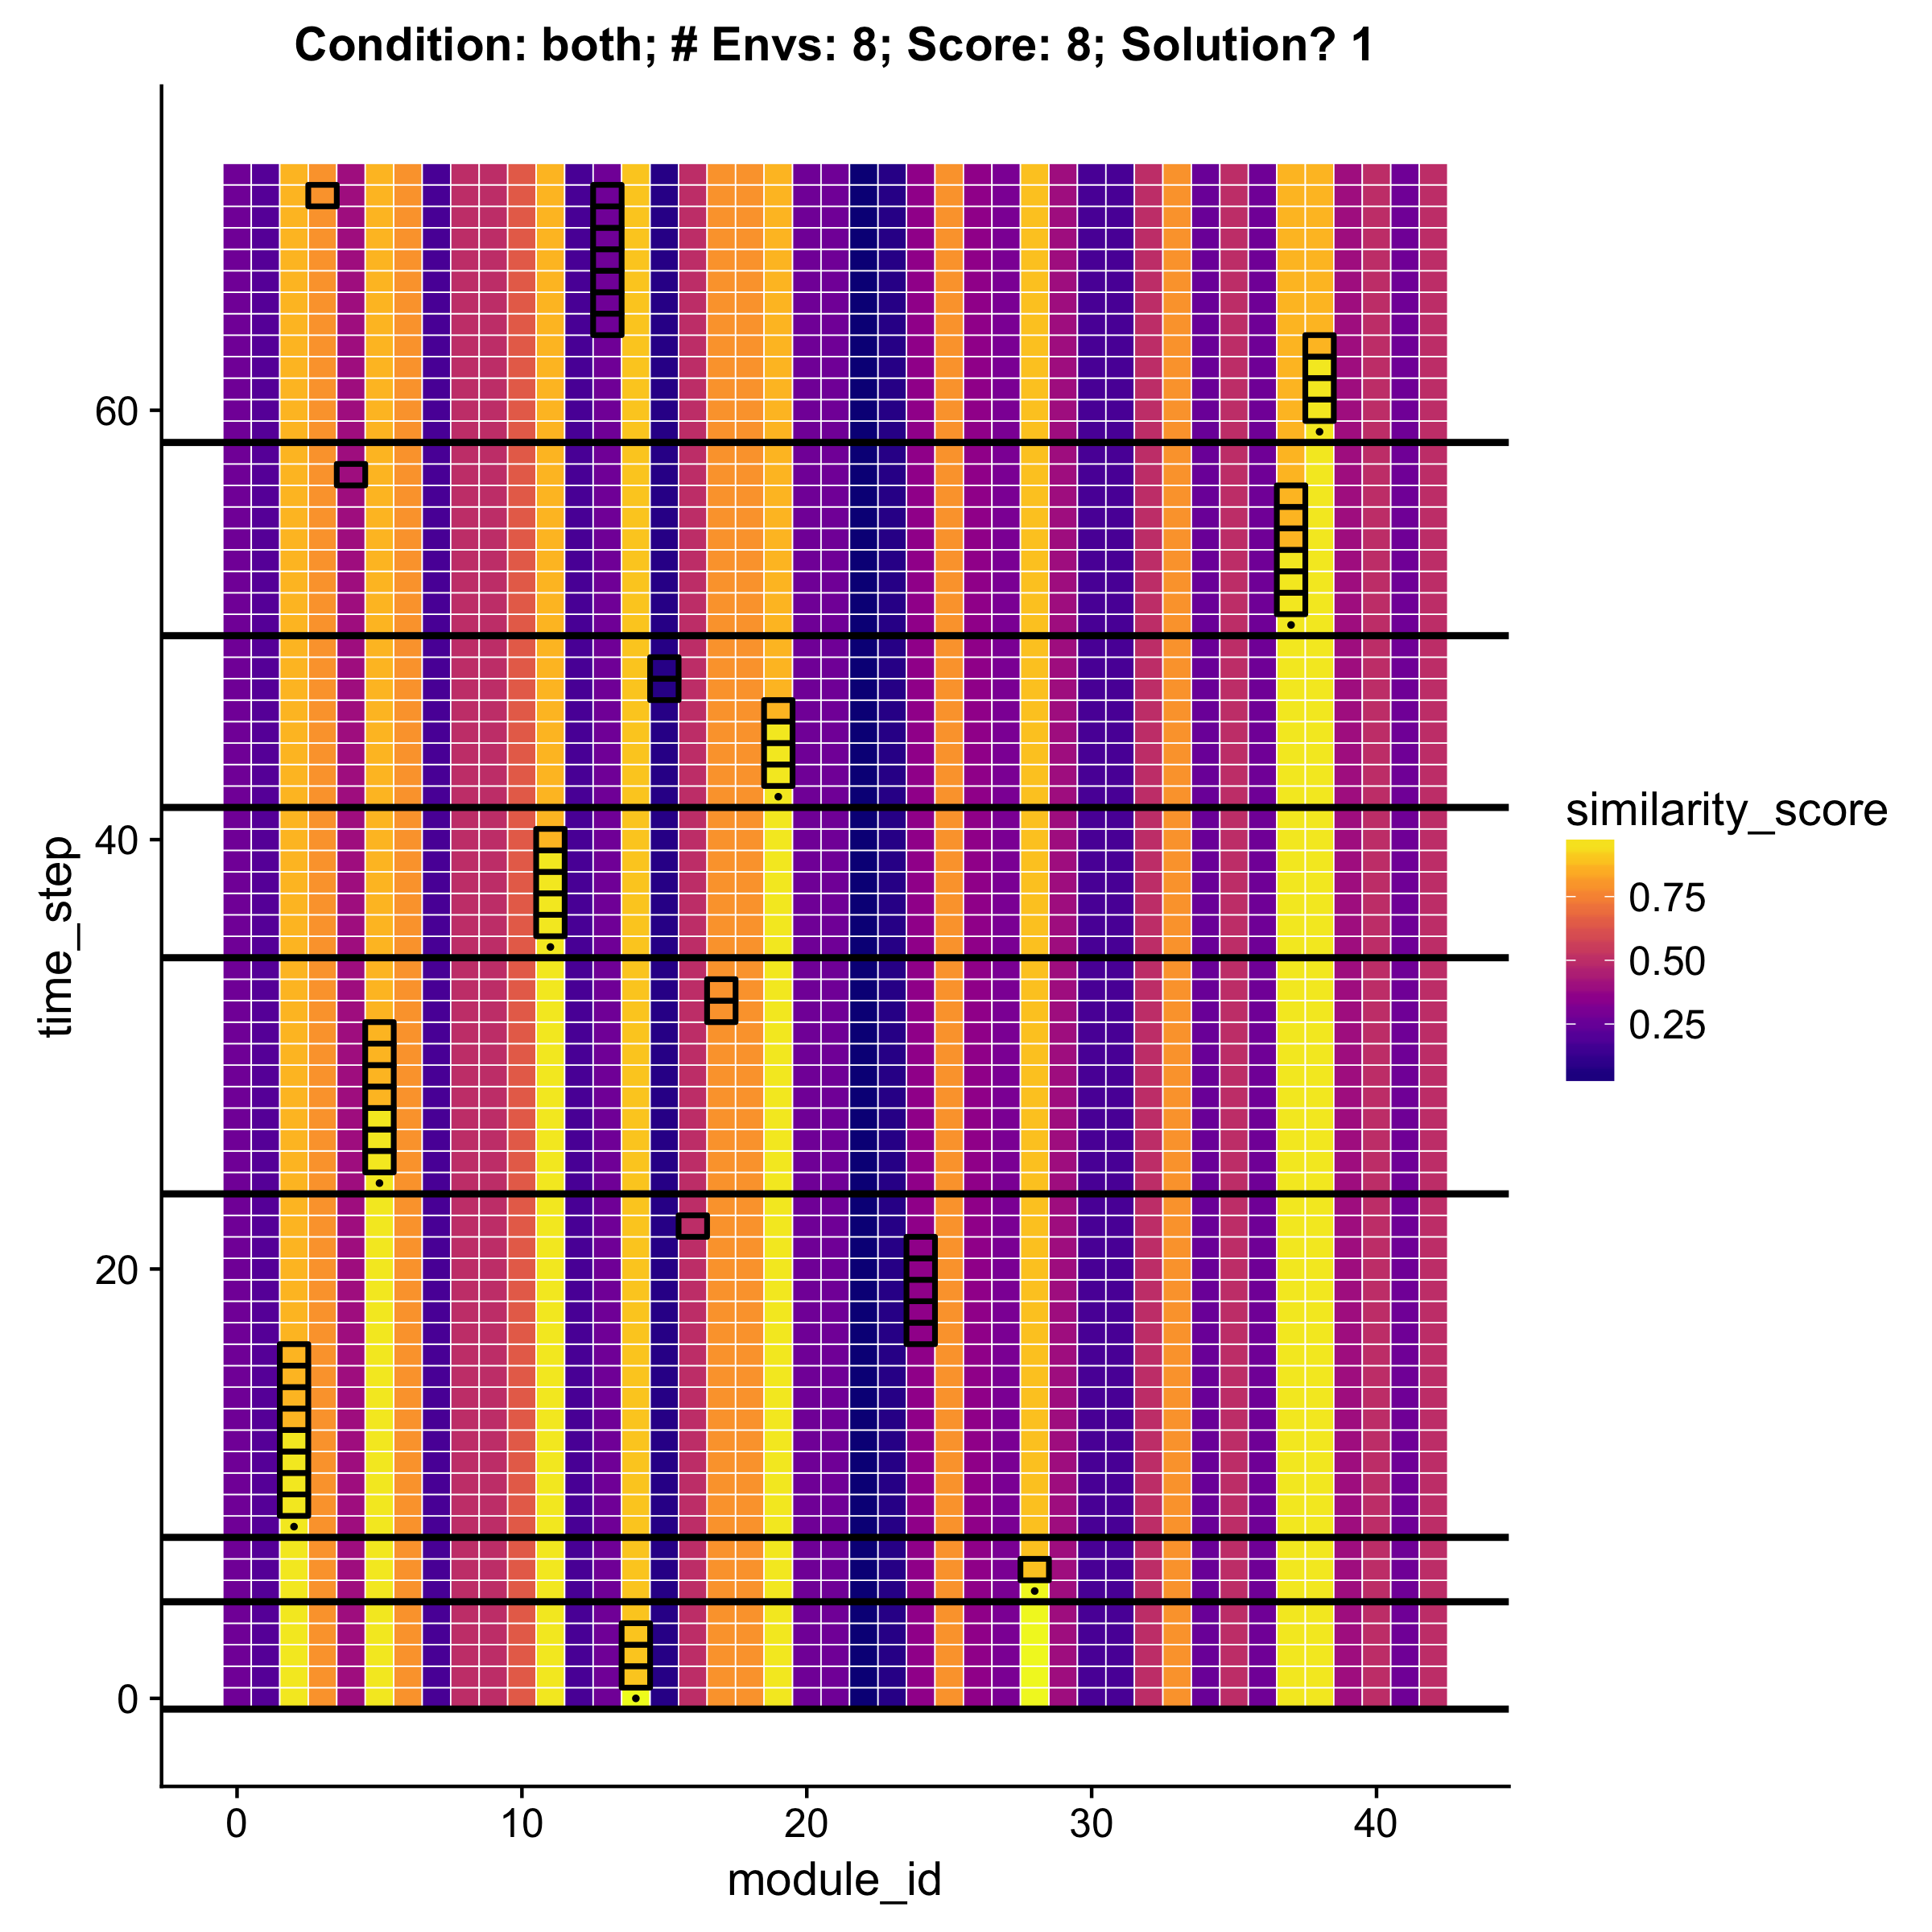 Condition: both; # Envs: 8; Score: 8; Solution? 1
time_step
60
40
20
0
0 10 20 30 40
module_id
similarity_score
0.75
0.50
0.25